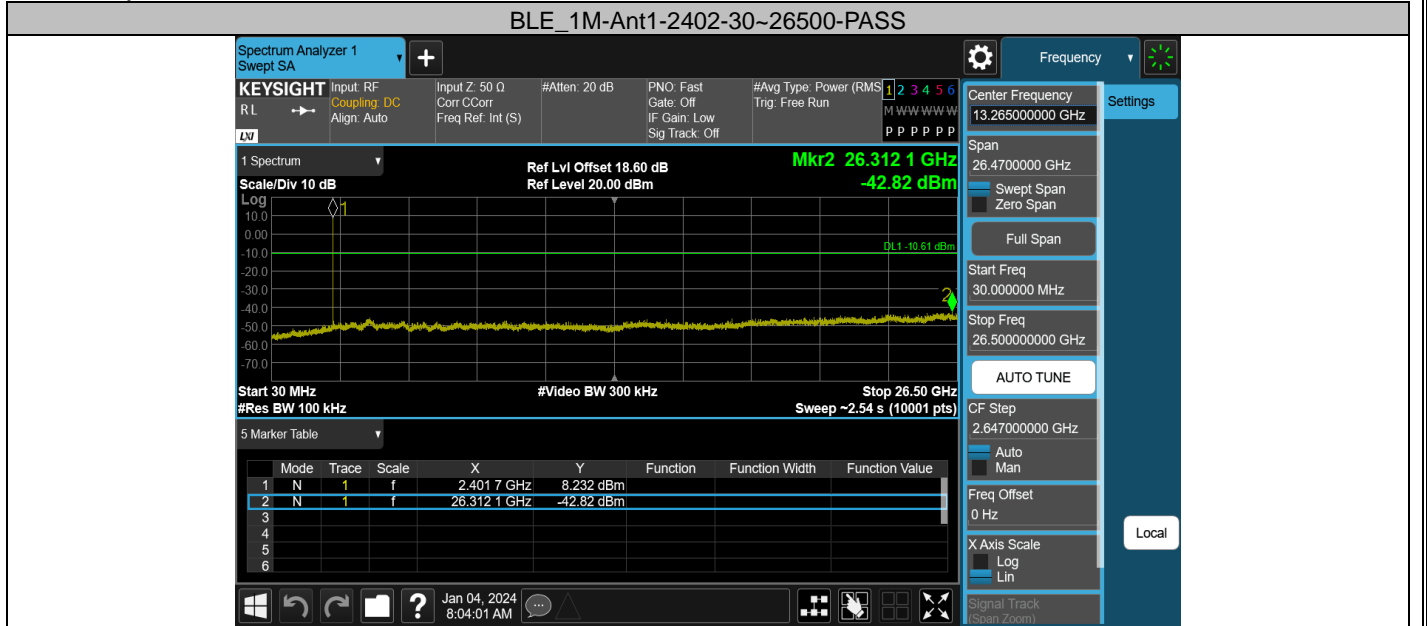 BLE_1M-Ant1-2402-30~26500-PASS
Spectrum Analyzer 1
Swept SA
+
Frequency
KEYSIGHT
RL
LXI
Input: RF
Coupling: DC
Align: Auto
Input Z: 50 Ω
Corr CCorr
Freq Ref: Int (S)
#Atten: 20 dB
PNO: Fast
Gate: Off
IF Gain: Low
Sig Track: Off
#Avg Type: Power (RMS
Trig: Free Run
1 2 3 4 5 6
M W W W W W
P P P P P P
1 Spectrum
Scale/Div 10 dB
Ref Lvl Offset 18.60 dB
Ref Level 20.00 dBm
Mkr2 26.312 1 GHz
-42.82 dBm
Log
10.0
0.00
-10.0
-20.0
-30.0
-40.0
-50.0
-60.0
-70.0
1
DL1 -10.61 dBm
2
Start 30 MHz
#Video BW 300 kHz
Stop 26.50 GHz
#Res BW 100 kHz
Sweep ~2.54 s (10001 pts)
5 Marker Table
Mode Trace Scale X Y Function Function Width Function Value
1 N 1 f 2.401 7 GHz 8.232 dBm
2 N 1 f 26.312 1 GHz -42.82 dBm
3
4
5
6
Jan 04, 2024
8:04:01 AM
?
Center Frequency
13.265000000 GHz
Settings
Span
26.4700000 GHz
Swept Span
Zero Span
Full Span
Start Freq
30.000000 MHz
Stop Freq
26.500000000 GHz
AUTO TUNE
CF Step
2.647000000 GHz
Auto
Man
Freq Offset
0 Hz
Local
X Axis Scale
Log
Lin
Signal Track
(Span Zoom)